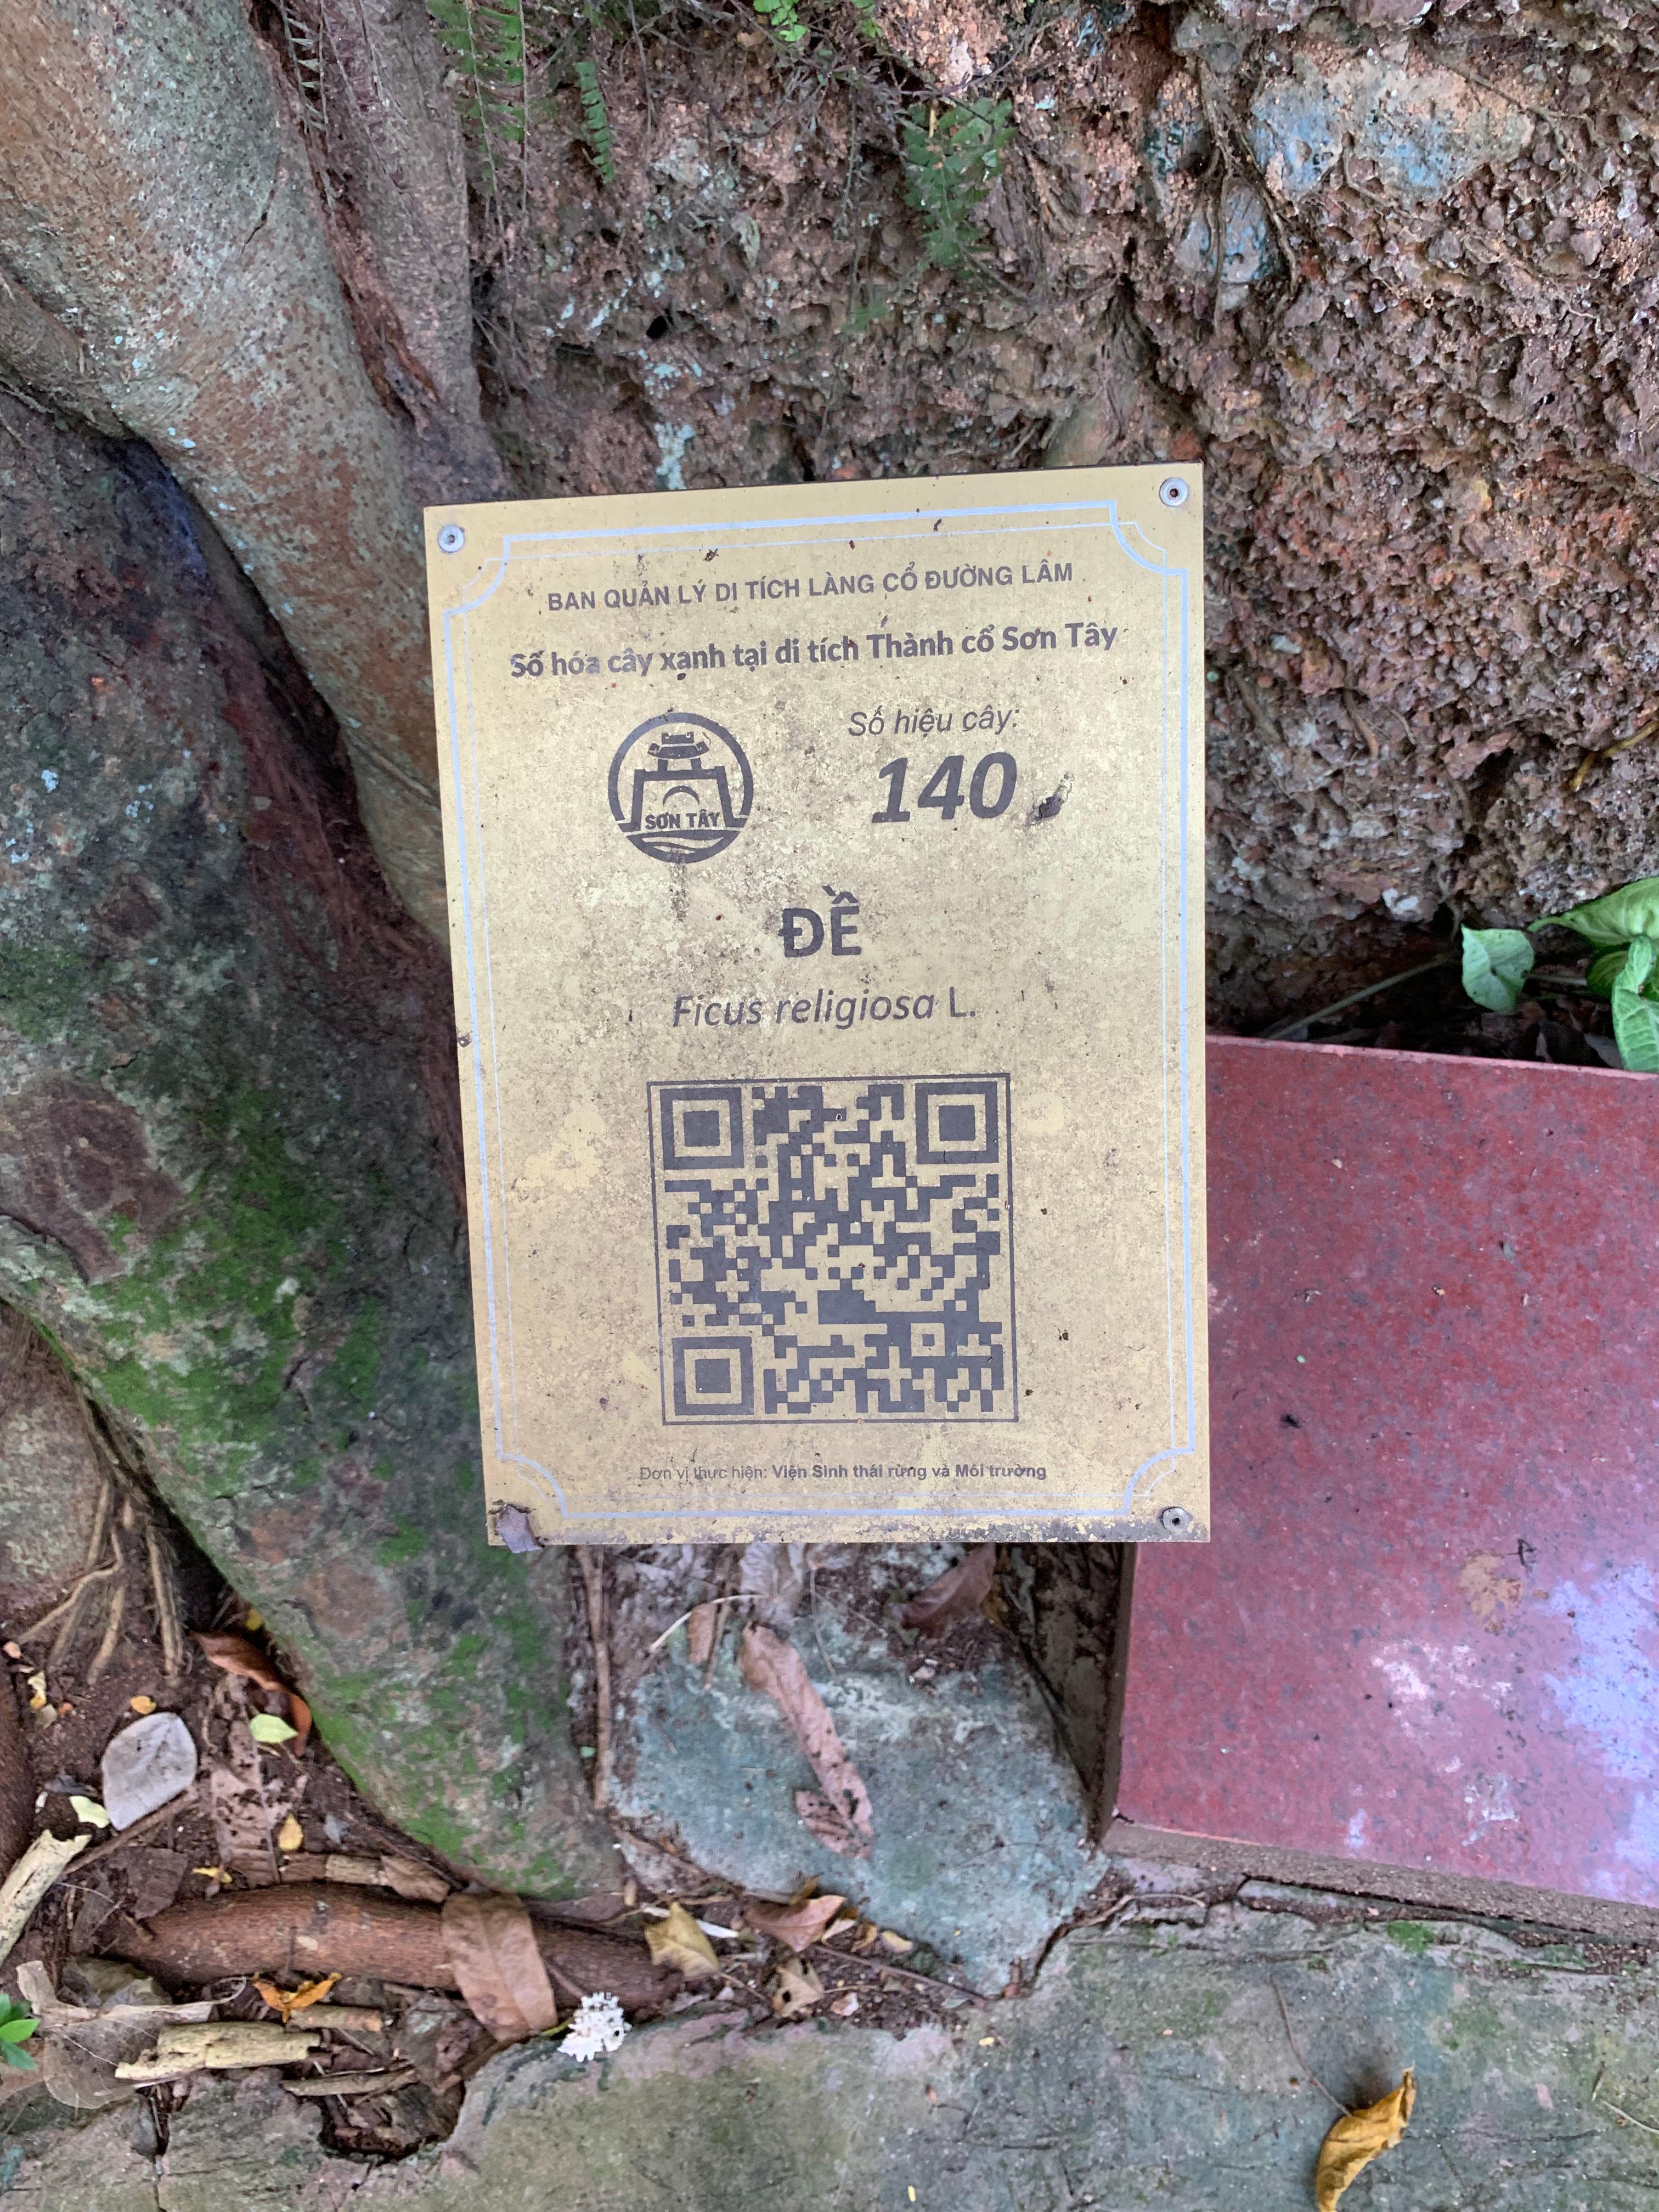 BAN QUẢN LÝ DI TÍCH LÀNG CỔ ĐƯỜNG LÂM
Số hóa cây xanh tại di tích Thành cổ Sơn Tây
Số hiệu cây:
140
SƠN TÂY
ĐỀ
Ficus religiosa L.
Đơn vị thực hiện: Viện Sinh thái rừng và Môi trường